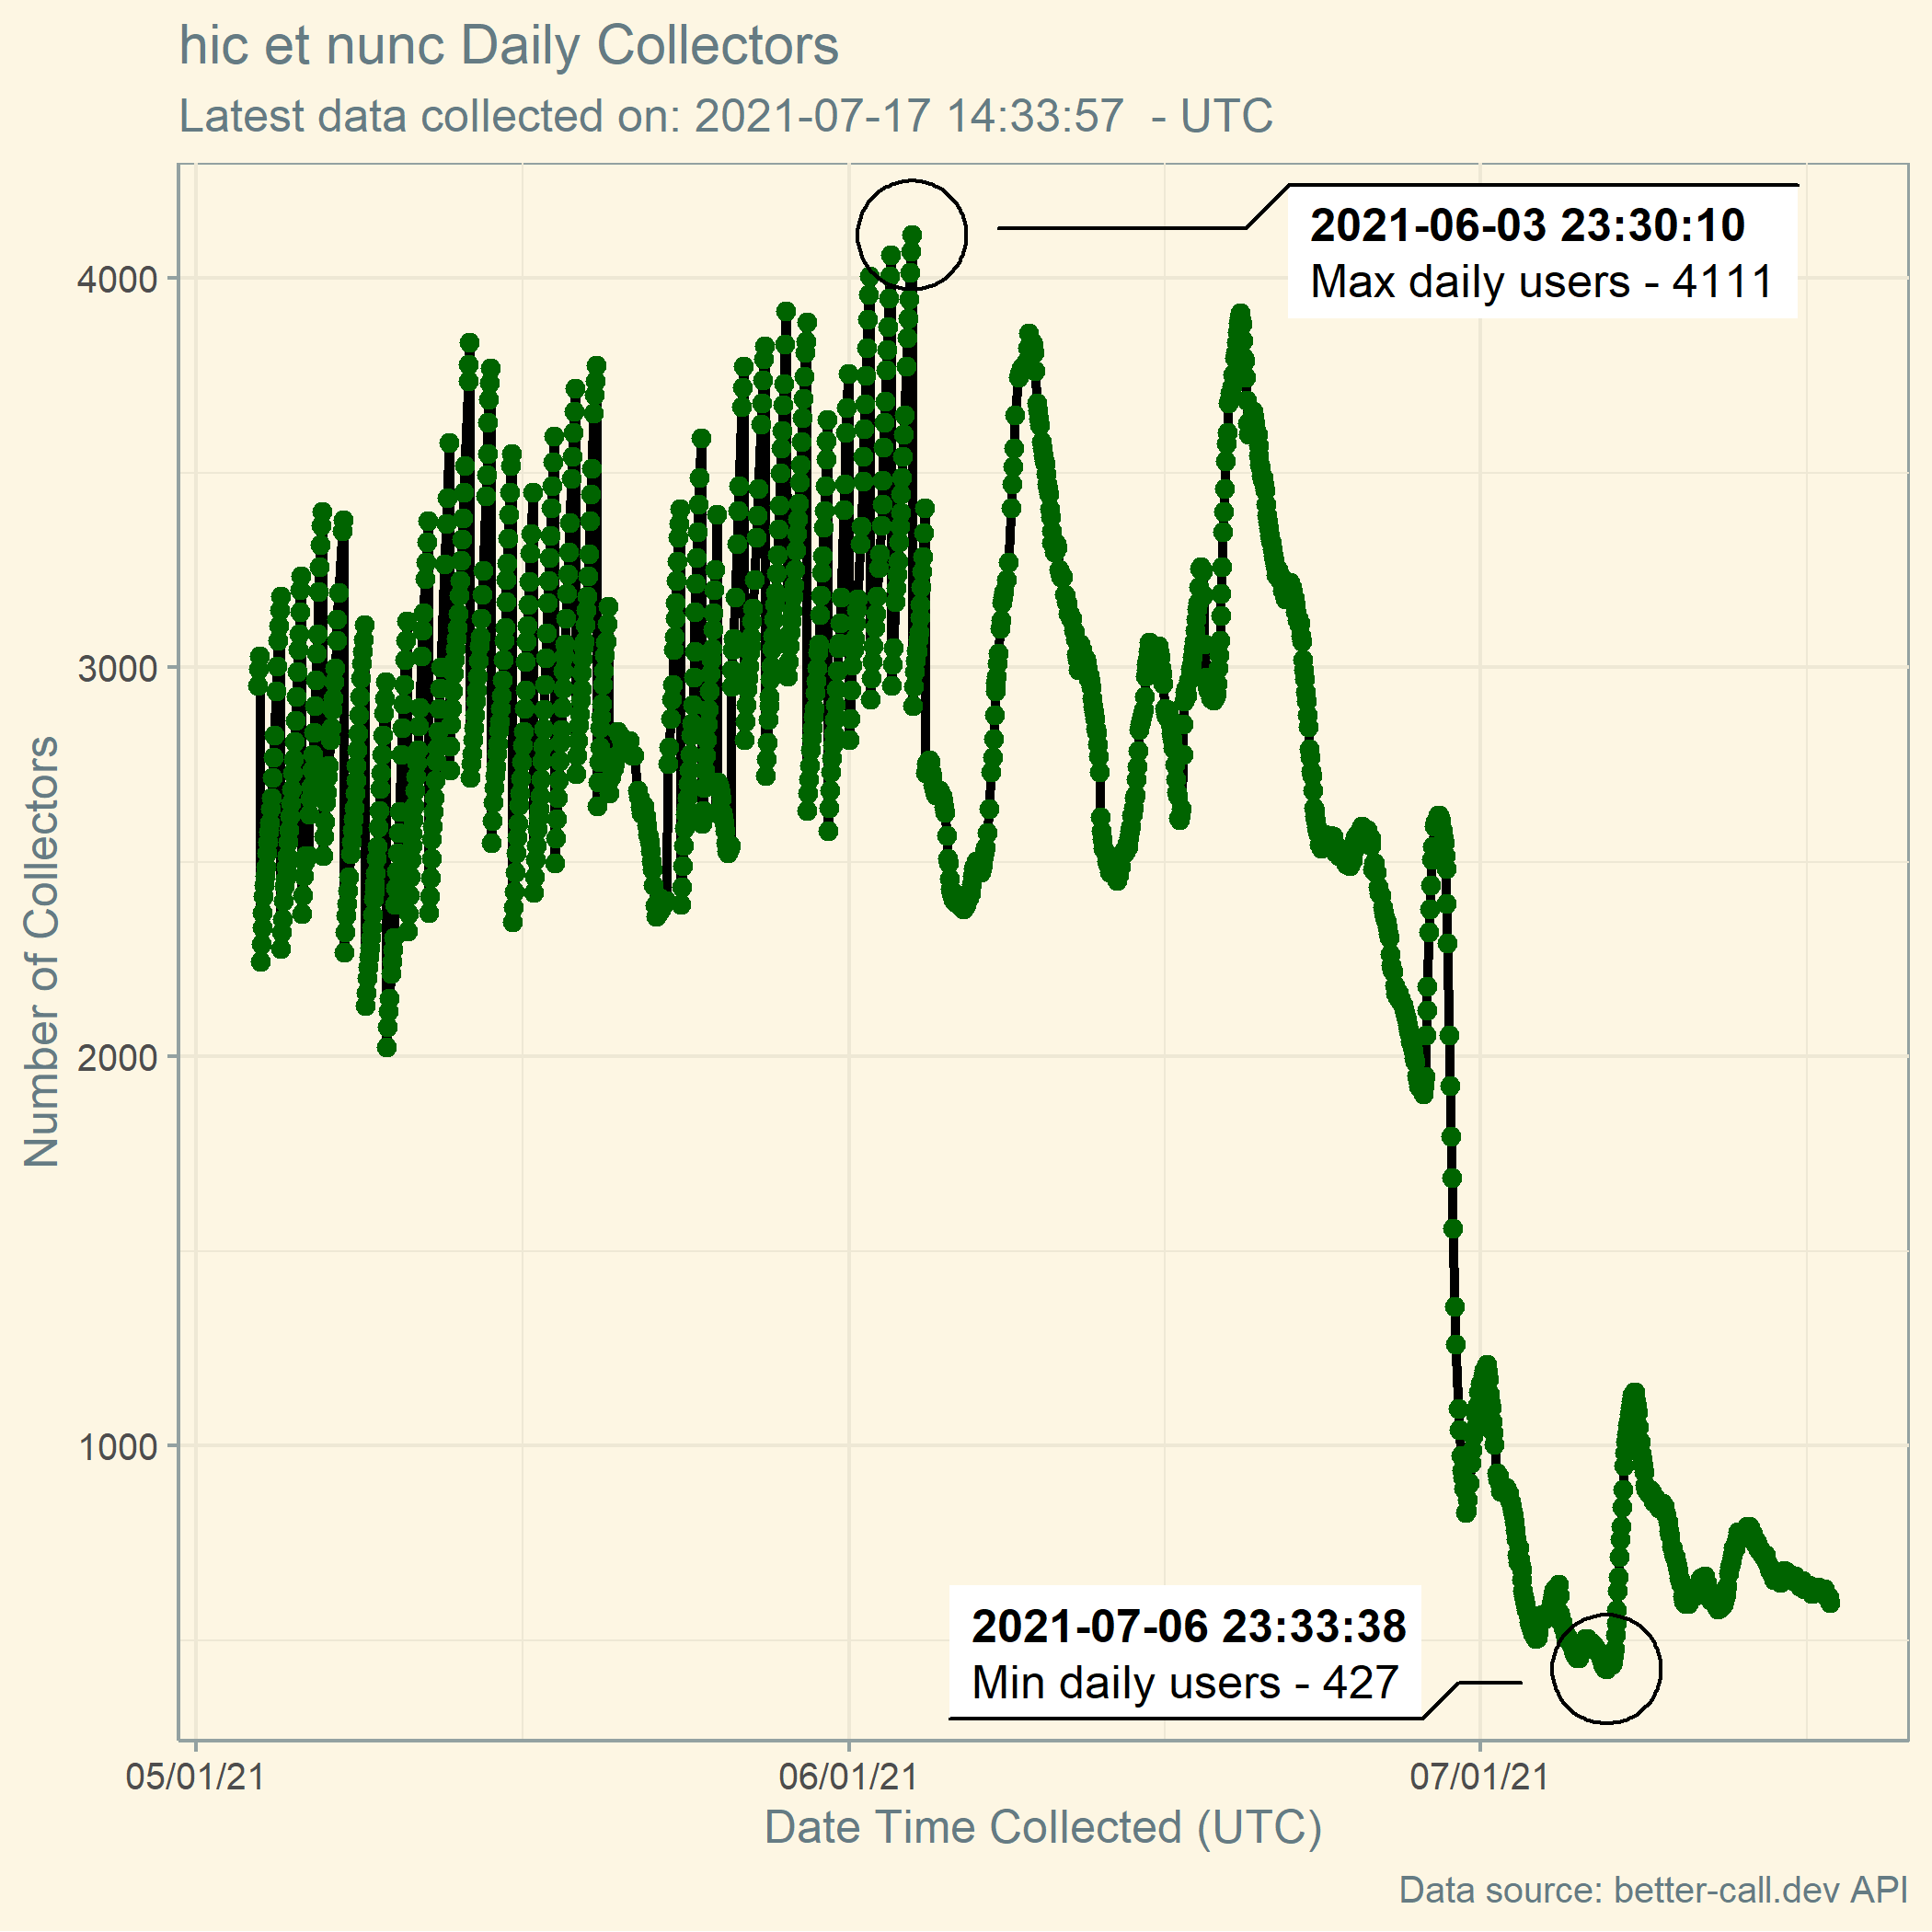 hic et nunc Daily Collectors
Latest data collected on: 2021-07-17 14:33:57  - UTC
2021-06-03 23:30:10
Max daily users - 4111
4000
3000
2000
1000
Number of Collectors
2021-07-06 23:33:38
Min daily users - 427
05/01/21
06/01/21
07/01/21
Date Time Collected (UTC)
Data source: better-call.dev API